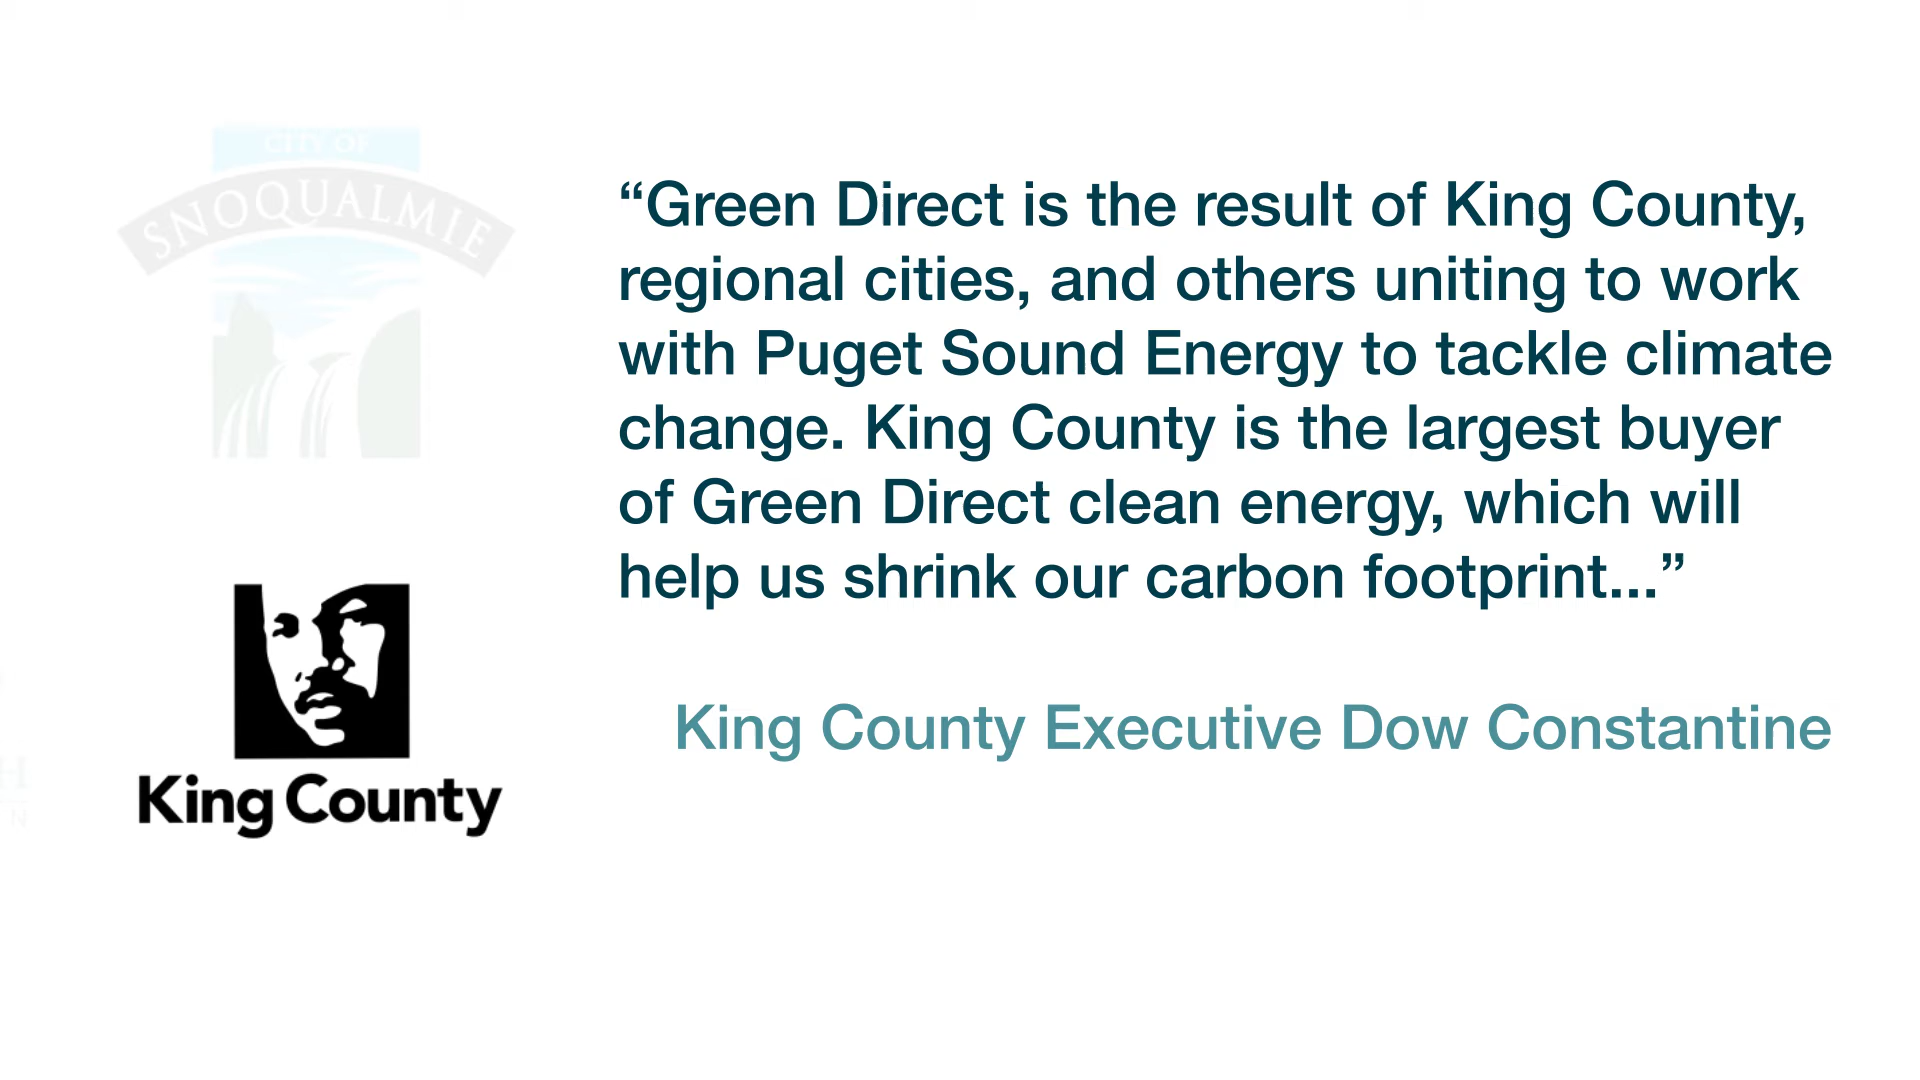 CITY OF
SNOQUALMIE
“Green Direct is the result of King County,
regional cities, and others uniting to work
with Puget Sound Energy to tackle climate
change. King County is the largest buyer
of Green Direct clean energy, which will
help us shrink our carbon footprint...”
King County Executive Dow Constantine
King County